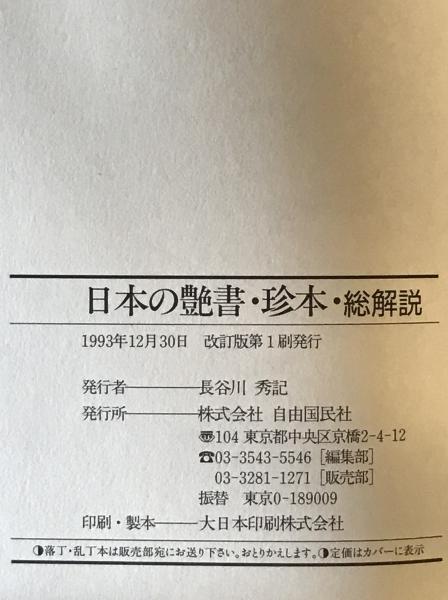 日本の艶書・珍本・総解説
1993年12月30日 改訂版第1刷発行
発行者――――長谷川 秀記
発行所――――株式会社 自由国民社
〠104 東京都中央区京橋2-4-12
☎03-3543-5546［編集部］
03-3281-1271［販売部］
振替 東京0-189009
印刷・製本――大日本印刷株式会社
◑落丁・乱丁本は販売部宛にお送り下さい。おとりかえします。◑定価はカバーに表示